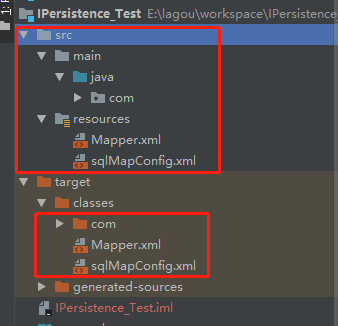 IPersistence_Test E:\lagou\workspace\IPersistence_
src
main
java
com
resources
Mapper.xml
sqlMapConfig.xml
target
classes
com
Mapper.xml
sqlMapConfig.xml
generated-sources
IPersistence_Test.iml